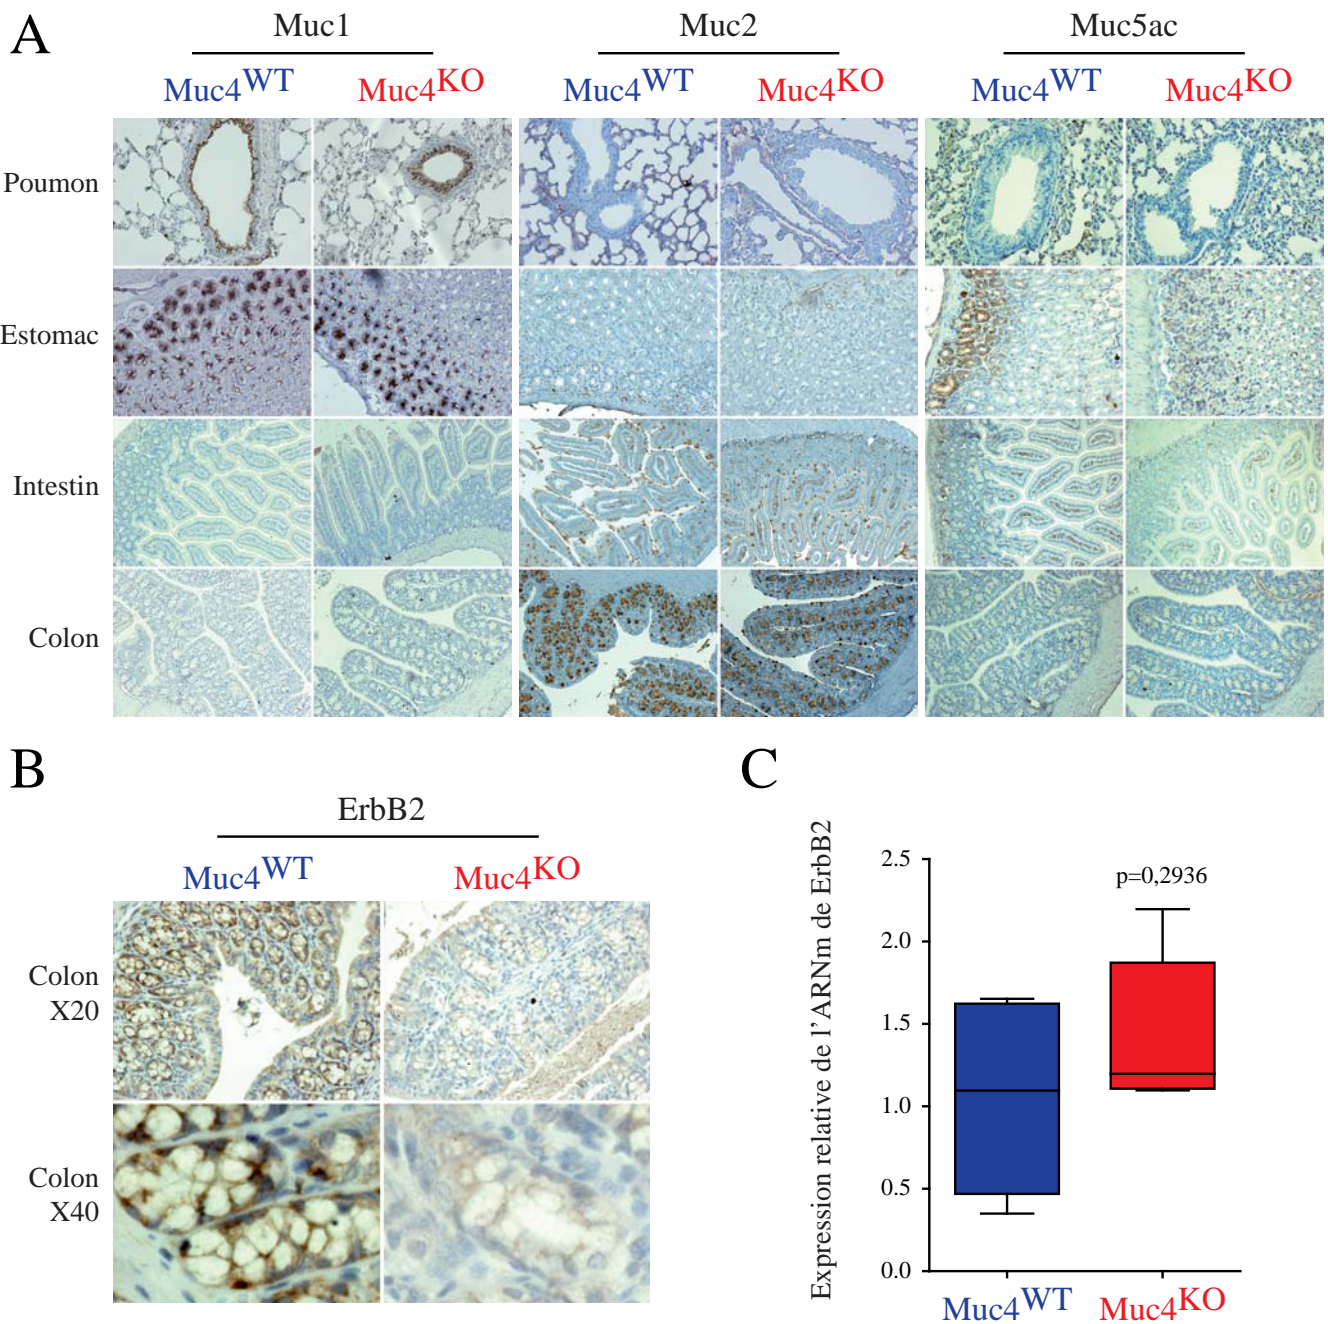 A
Muc1 Muc2 Muc5ac
Muc4WT Muc4KO Muc4WT Muc4KO Muc4WT Muc4KO
Poumon
Estomac
Intestin
Colon
B
ErbB2
Muc4WT Muc4KO
Colon
X20
Colon
X40
C
Expression relative de l'ARNm de ErbB2
2.5
2.0
1.5
1.0
0.5
0.0
p=0,2936
Muc4WT Muc4KO